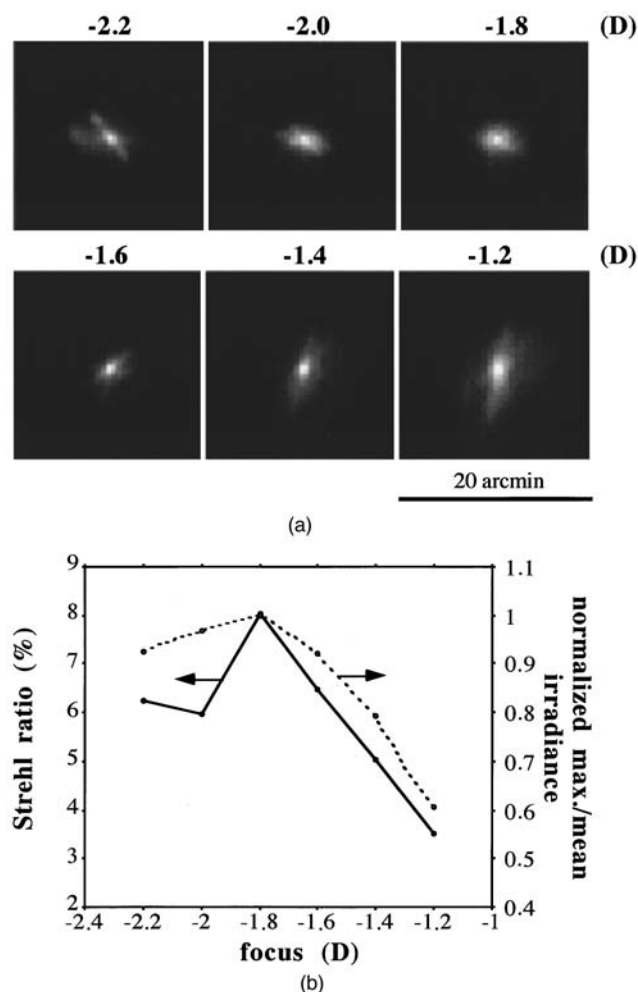 -2.2 -2.0 -1.8 (D)
-1.6 -1.4 -1.2 (D)
20 arcmin
(a)
9 1.1
8 1
7 0.9
6 0.8
5 0.7
4 0.6
3 0.5
2 0.4
Strehl ratio (%)
normalized max./mean
irradiance
-2.4 -2.2 -2 -1.8 -1.6 -1.4 -1.2 -1
focus (D)
(b)